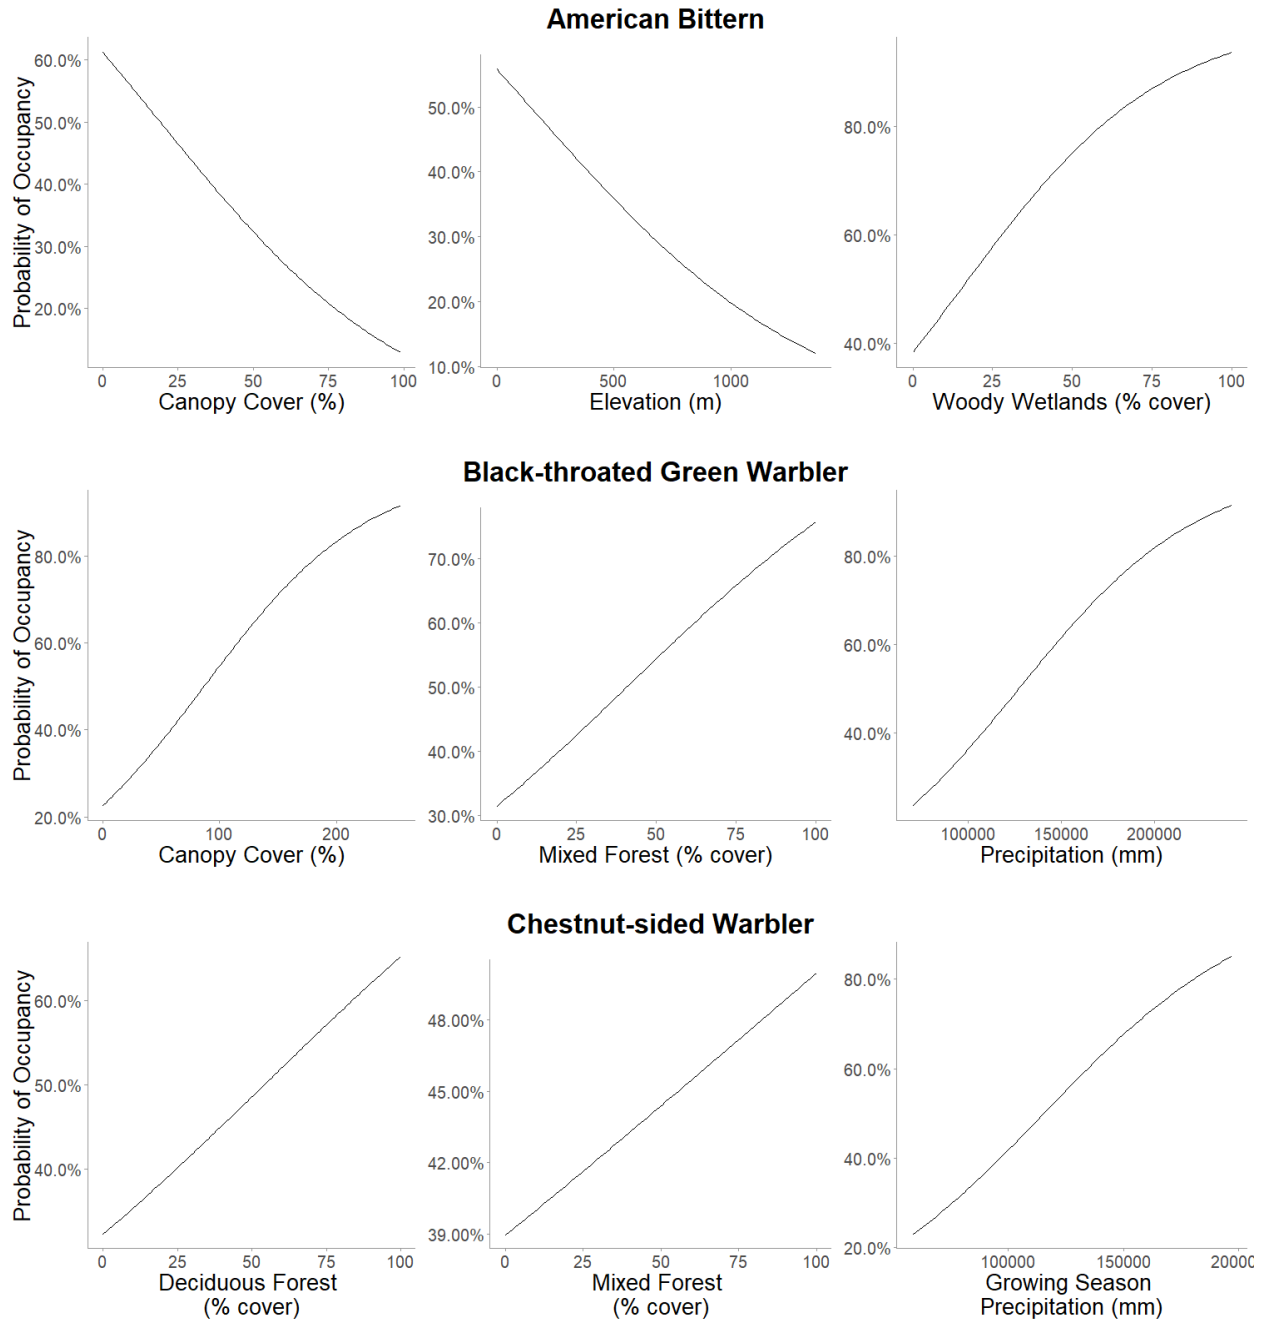 American Bittern
Probability of Occupancy
60.0%
50.0%
40.0%
30.0%
20.0%
0 25 50 75 100
Canopy Cover (%)
50.0%
40.0%
30.0%
20.0%
10.0%
0 500 1000
Elevation (m)
80.0%
60.0%
40.0%
0 25 50 75 100
Woody Wetlands (% cover)
Black-throated Green Warbler
Probability of Occupancy
80.0%
60.0%
40.0%
20.0%
0 100 200
Canopy Cover (%)
70.0%
60.0%
50.0%
40.0%
30.0%
0 25 50 75 100
Mixed Forest (% cover)
80.0%
60.0%
40.0%
100000 150000 200000
Precipitation (mm)
Chestnut-sided Warbler
Probability of Occupancy
60.0%
50.0%
40.0%
0 25 50 75 100
Deciduous Forest
(% cover)
48.00%
45.00%
42.00%
39.00%
0 25 50 75 100
Mixed Forest
(% cover)
80.0%
60.0%
40.0%
20.0%
100000 150000 200000
Growing Season
Precipitation (mm)